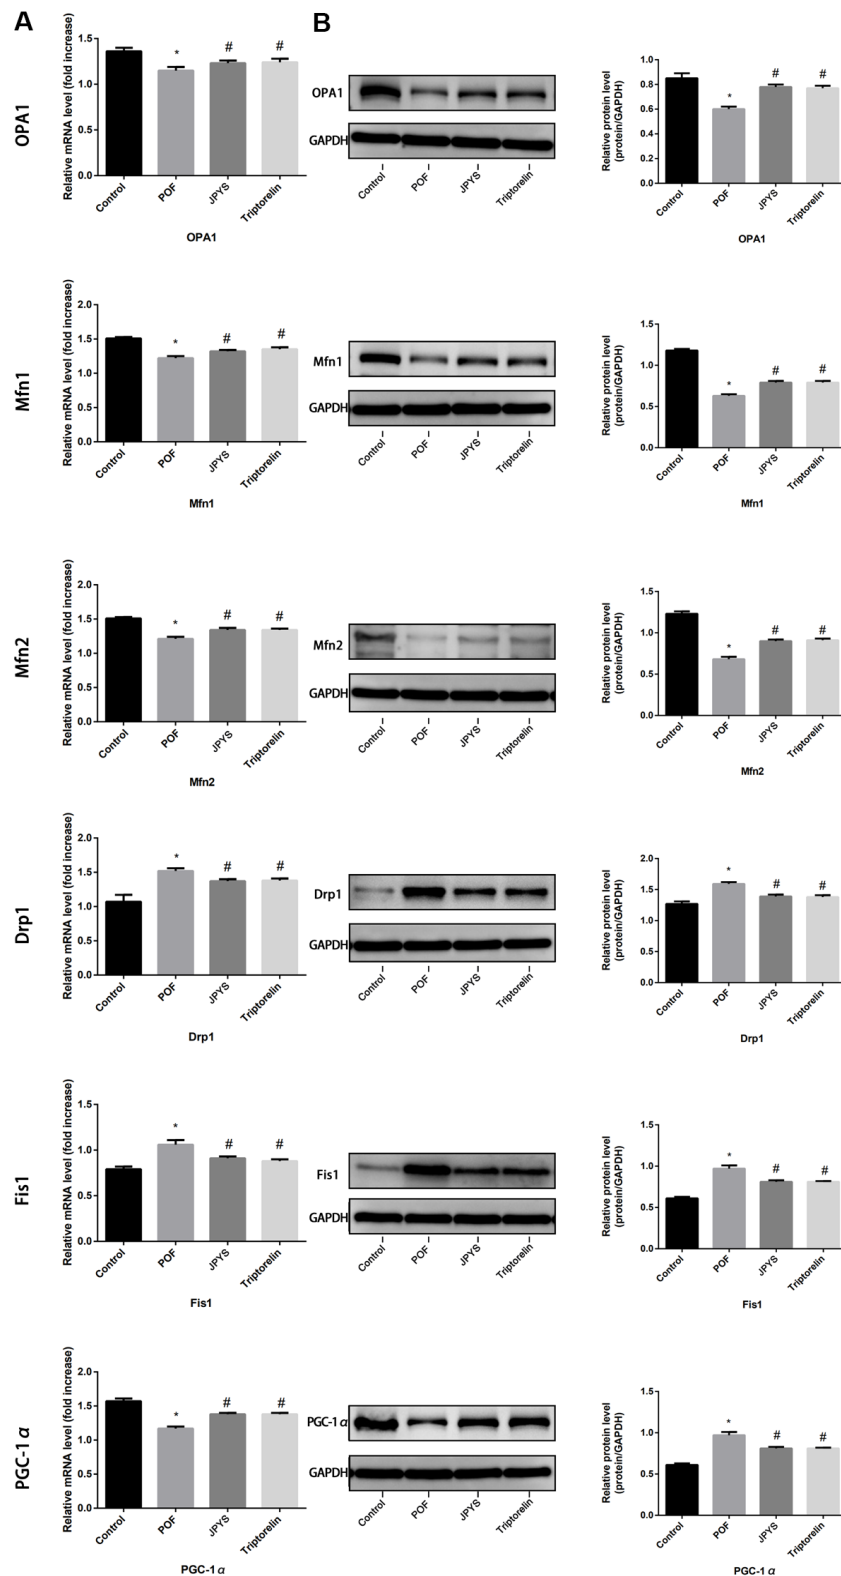 A
B
OPA1
Relative mRNA level (fold increase)
1.5
1.0
0.5
0.0
*
#
#
Control
POF
JPYS
Triptorelin
OPA1
OPA1
GAPDH
Control
POF
JPYS
Triptorelin
Relative protein level
(protein/GAPDH)
1.0
0.8
0.6
0.4
0.2
0.0
*
#
#
Control
POF
JPYS
Triptorelin
OPA1
Mfn1
Relative mRNA level (fold increase)
2.0
1.5
1.0
0.5
0.0
*
#
#
Control
POF
JPYS
Triptorelin
Mfn1
Mfn1
GAPDH
Control
POF
JPYS
Triptorelin
Relative protein level
(protein/GAPDH)
1.5
1.0
0.5
0.0
*
#
#
Control
POF
JPYS
Triptorelin
Mfn1
Mfn2
Relative mRNA level (fold increase)
2.0
1.5
1.0
0.5
0.0
*
#
#
Control
POF
JPYS
Triptorelin
Mfn2
Mfn2
GAPDH
Control
POF
JPYS
Triptorelin
Relative protein level
(protein/GAPDH)
1.5
1.0
0.5
0.0
*
#
#
Control
POF
JPYS
Triptorelin
Mfn2
Drp1
Relative mRNA level (fold increase)
2.0
1.5
1.0
0.5
0.0
*
#
#
Control
POF
JPYS
Triptorelin
Drp1
Drp1
GAPDH
Control
POF
JPYS
Triptorelin
Relative protein level
(protein/GAPDH)
2.0
1.5
1.0
0.5
0.0
*
#
#
Control
POF
JPYS
Triptorelin
Drp1
Fis1
Relative mRNA level (fold increase)
1.5
1.0
0.5
0.0
*
#
#
Control
POF
JPYS
Triptorelin
Fis1
Fis1
GAPDH
Control
POF
JPYS
Triptorelin
Relative protein level
(protein/GAPDH)
1.5
1.0
0.5
0.0
*
#
#
Control
POF
JPYS
Triptorelin
Fis1
PGC-1 α
Relative mRNA level (fold increase)
2.0
1.5
1.0
0.5
0.0
*
#
#
Control
POF
JPYS
Triptorelin
PGC-1 α
PGC-1 α
GAPDH
Control
POF
JPYS
Triptorelin
Relative protein level
(protein/GAPDH)
1.5
1.0
0.5
0.0
*
#
#
Control
POF
JPYS
Triptorelin
PGC-1 α